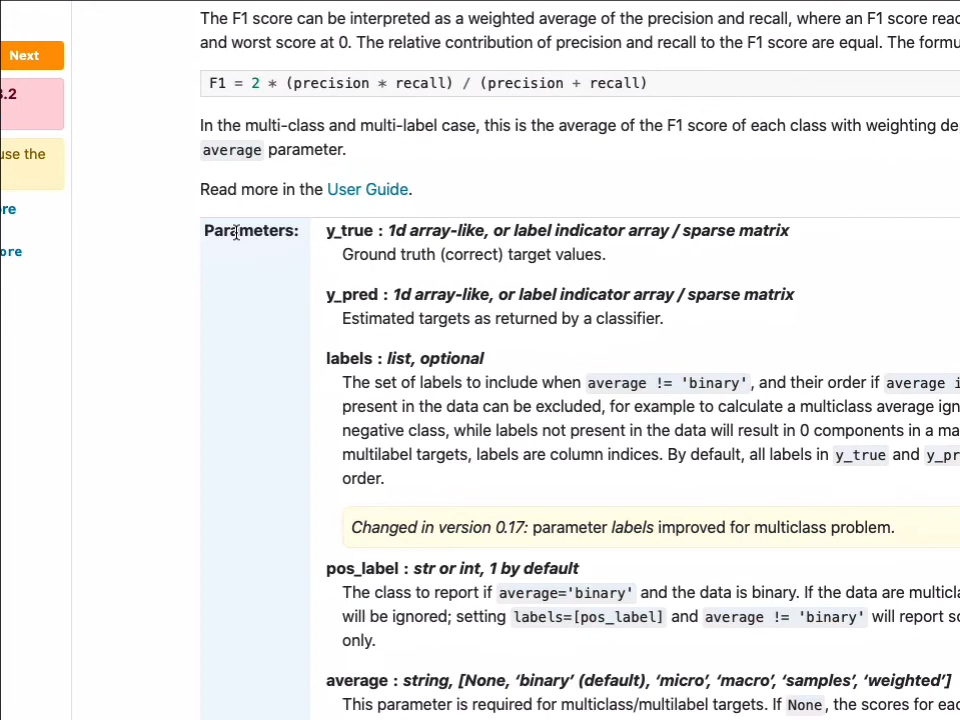 The F1 score can be interpreted as a weighted average of the precision and recall, where an F1 score
and worst score at 0. The relative contribution of precision and recall to the F1 score are equal. The
Next
F1 = 2 * (precision * recall) / (precision + recall)
.2
In the multi-class and multi-label case, this is the average of the F1 score of each class with weighting
average parameter.
use the
Read more in the User Guide.
Parameters:
y_true : 1d array-like, or label indicator array / sparse matrix
Ground truth (correct) target values.
y_pred : 1d array-like, or label indicator array / sparse matrix
Estimated targets as returned by a classifier.
labels : list, optional
The set of labels to include when average != 'binary', and their order if average
present in the data can be excluded, for example to calculate a multiclass average
negative class, while labels not present in the data will result in 0 components in a
multilabel targets, labels are column indices. By default, all labels in y_true and
order.
Changed in version 0.17: parameter labels improved for multiclass problem.
pos_label : str or int, 1 by default
The class to report if average='binary' and the data is binary. If the data are
will be ignored; setting labels=[pos_label] and average != 'binary' will report
only.
average : string, [None, ‘binary’ (default), ‘micro’, ‘macro’, ‘samples’, ‘weighted’]
This parameter is required for multiclass/multilabel targets. If None, the scores for